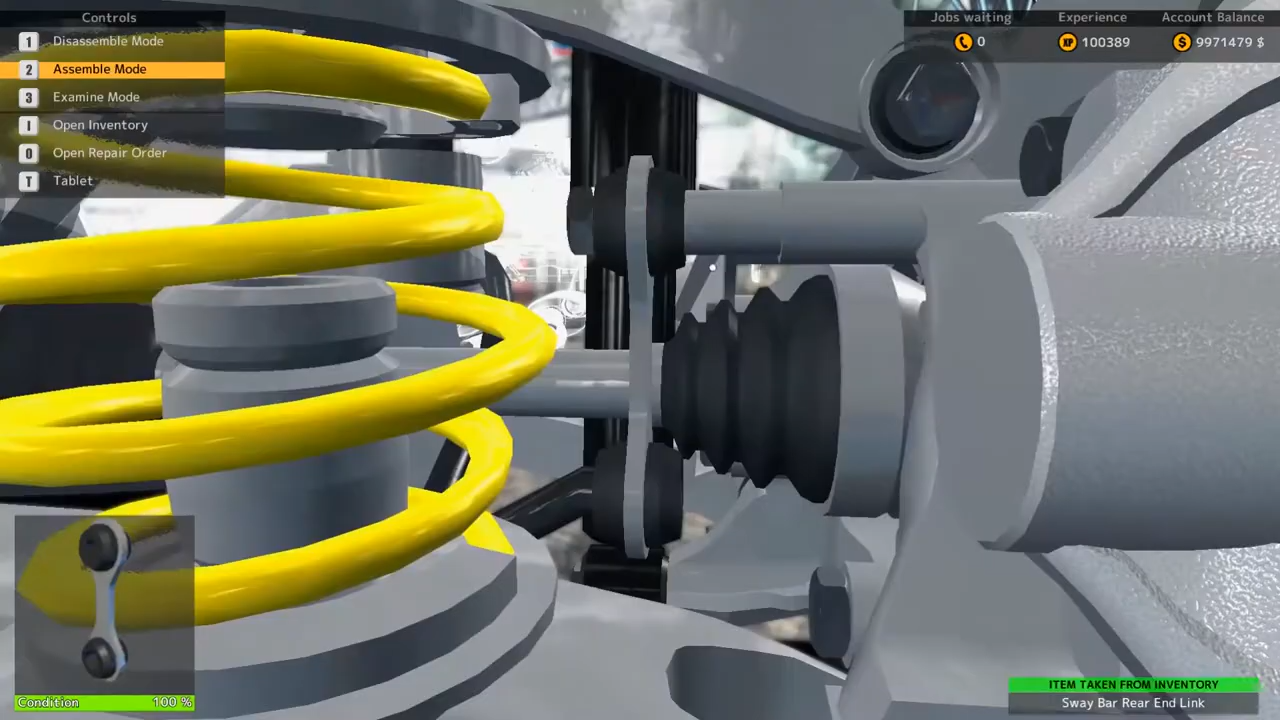 Controls
1 Disassemble Mode
2 Assemble Mode
3 Examine Mode
I Open Inventory
O Open Repair Order
T Tablet
Jobs waiting Experience Account Balance
0 XP 100389 $ 9971479 $
Condition 100 %
ITEM TAKEN FROM INVENTORY
Sway Bar Rear End Link